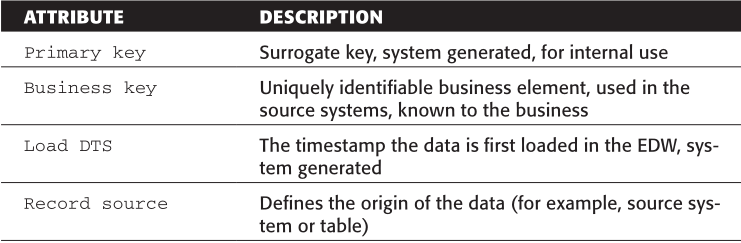 ATTRIBUTE DESCRIPTION
Primary key Surrogate key, system generated, for internal use
Business key Uniquely identifiable business element, used in the
source systems, known to the business
Load DTS The timestamp the data is first loaded in the EDW, sys-
tem generated
Record source Defines the origin of the data (for example, source sys-
tem or table)